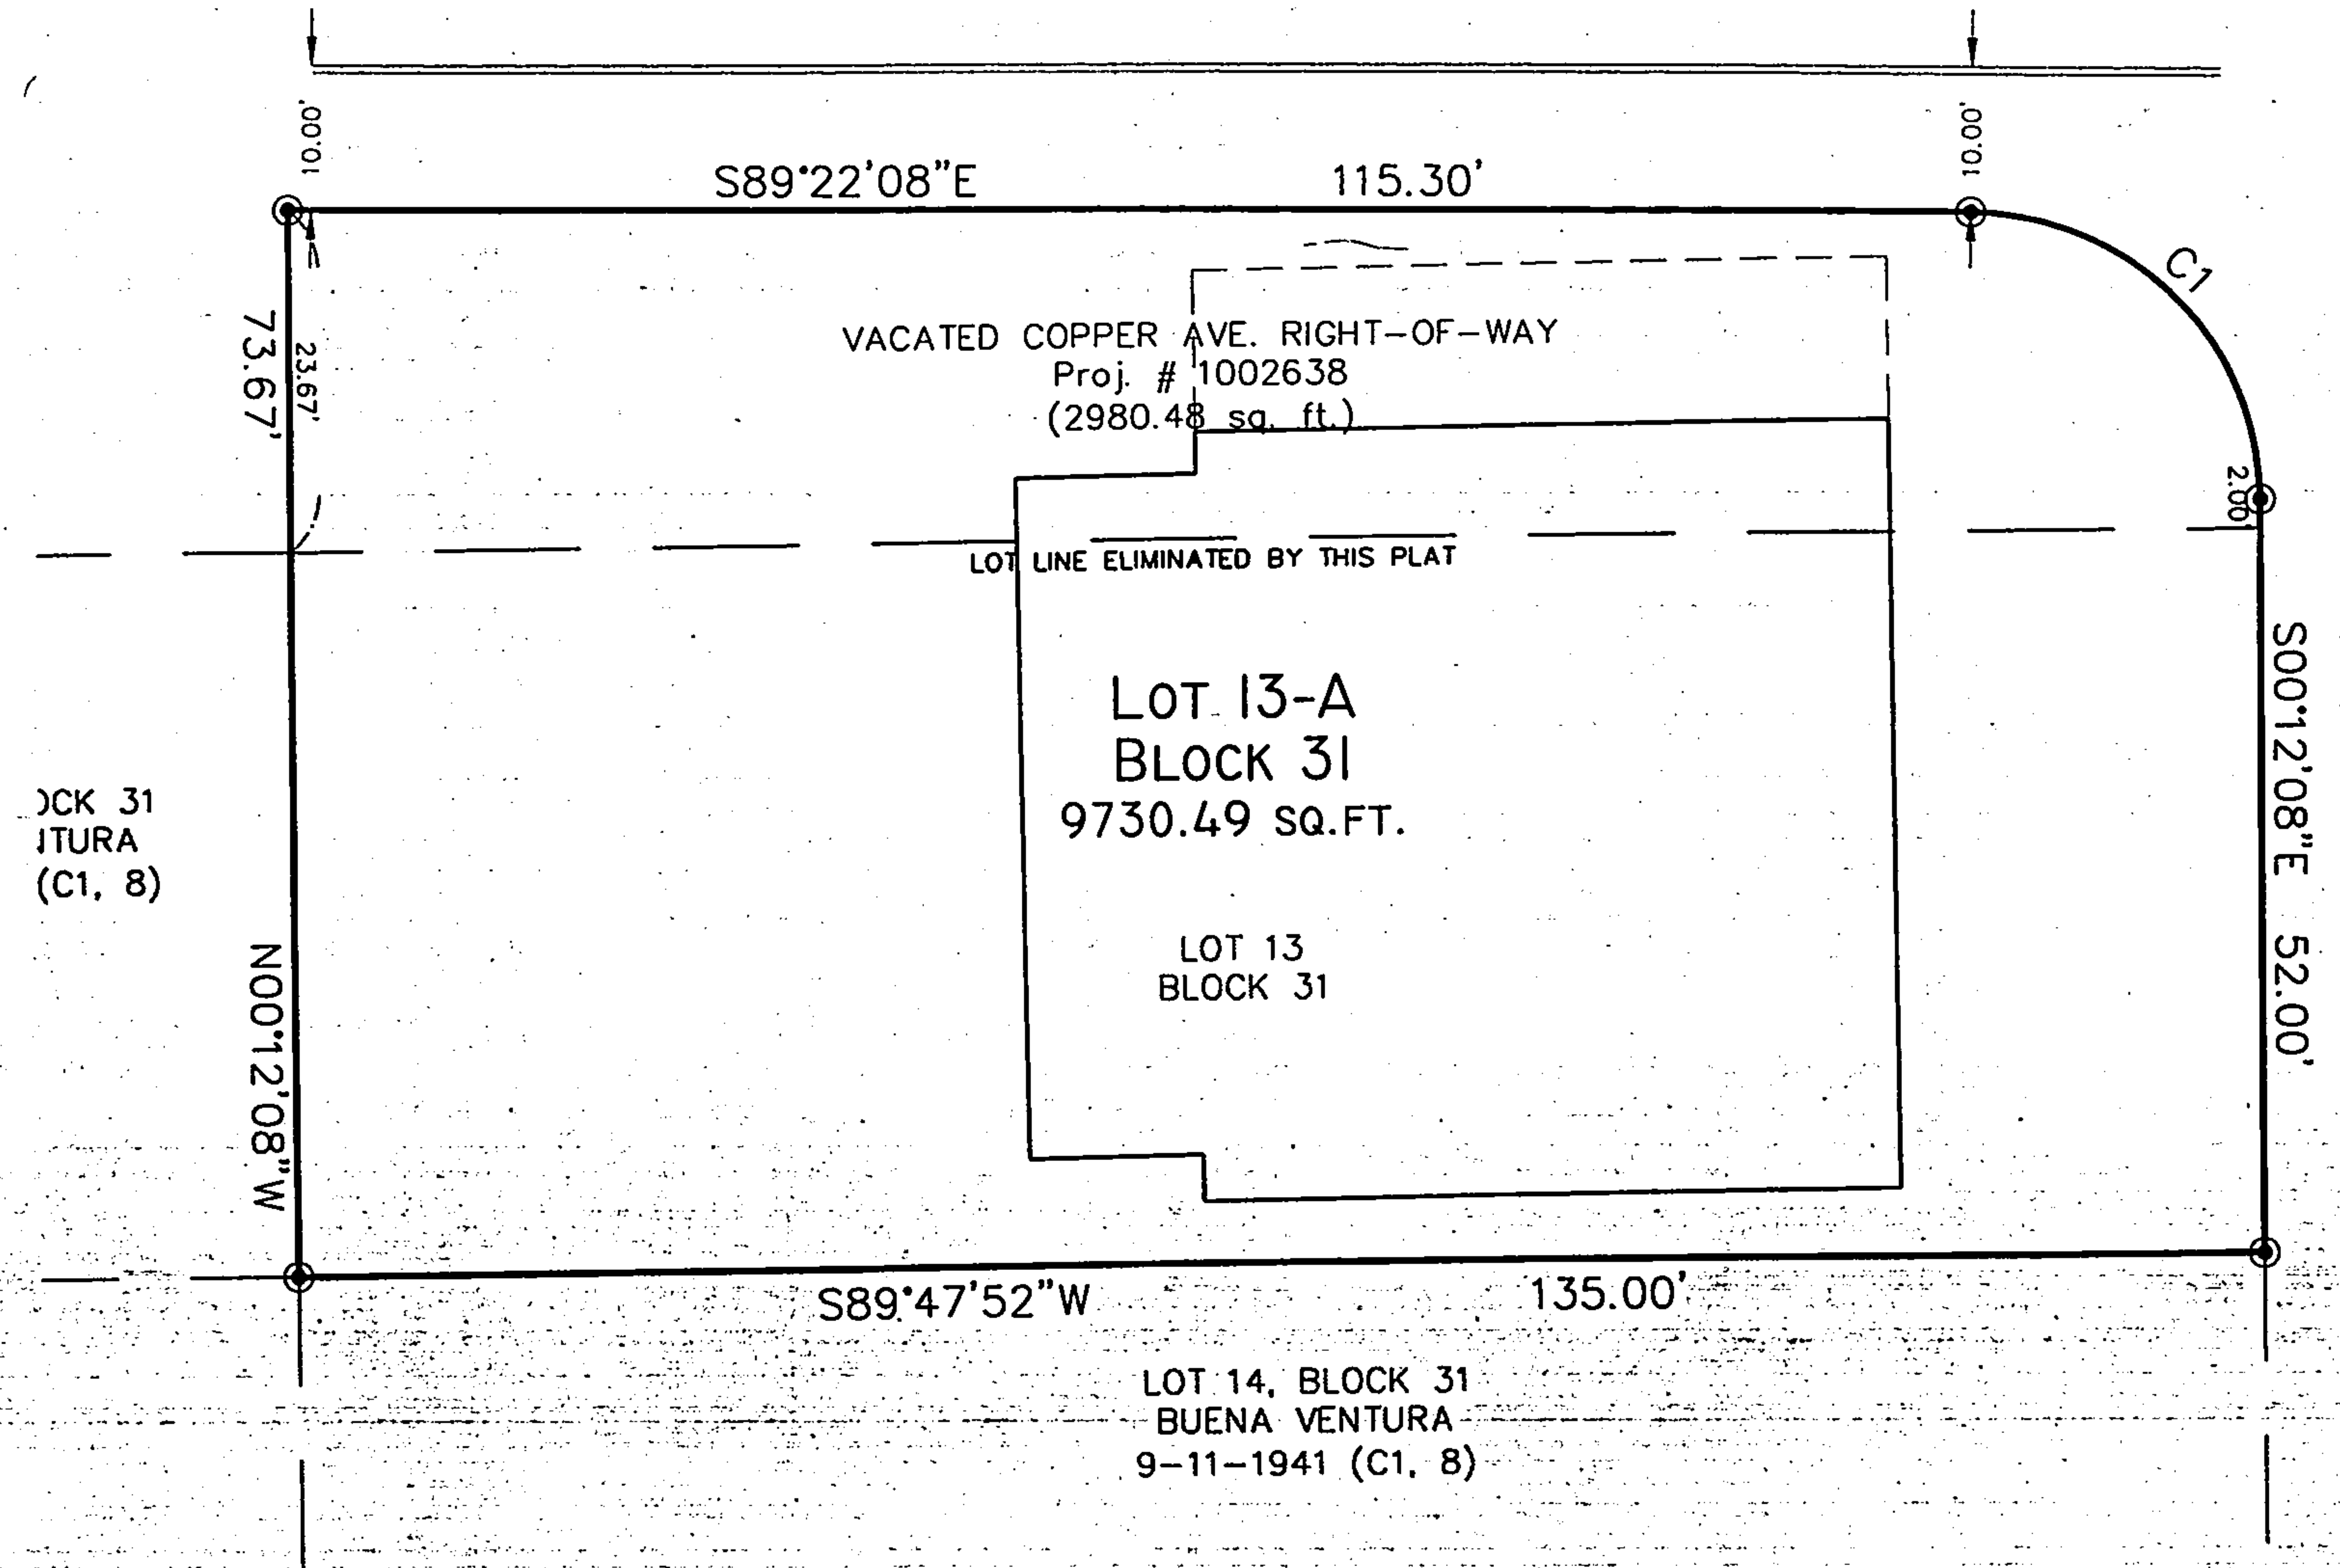 10.00'
10.00'
S89°22'08"E 115.30'
C1
23.67'
73.67'
VACATED COPPER AVE. RIGHT-OF-WAY
Proj. # 1002638
(2980.48 sq. ft.)
2.00
LOT LINE ELIMINATED BY THIS PLAT
LOT 13-A
BLOCK 31
9730.49 SQ.FT.
S00°12'08"E 52.00'
OCK 31
NTURA
(C1, 8)
LOT 13
BLOCK 31
N00°12'08"W
S89°47'52"W 135.00'
LOT 14, BLOCK 31
BUENA VENTURA
9-11-1941 (C1, 8)